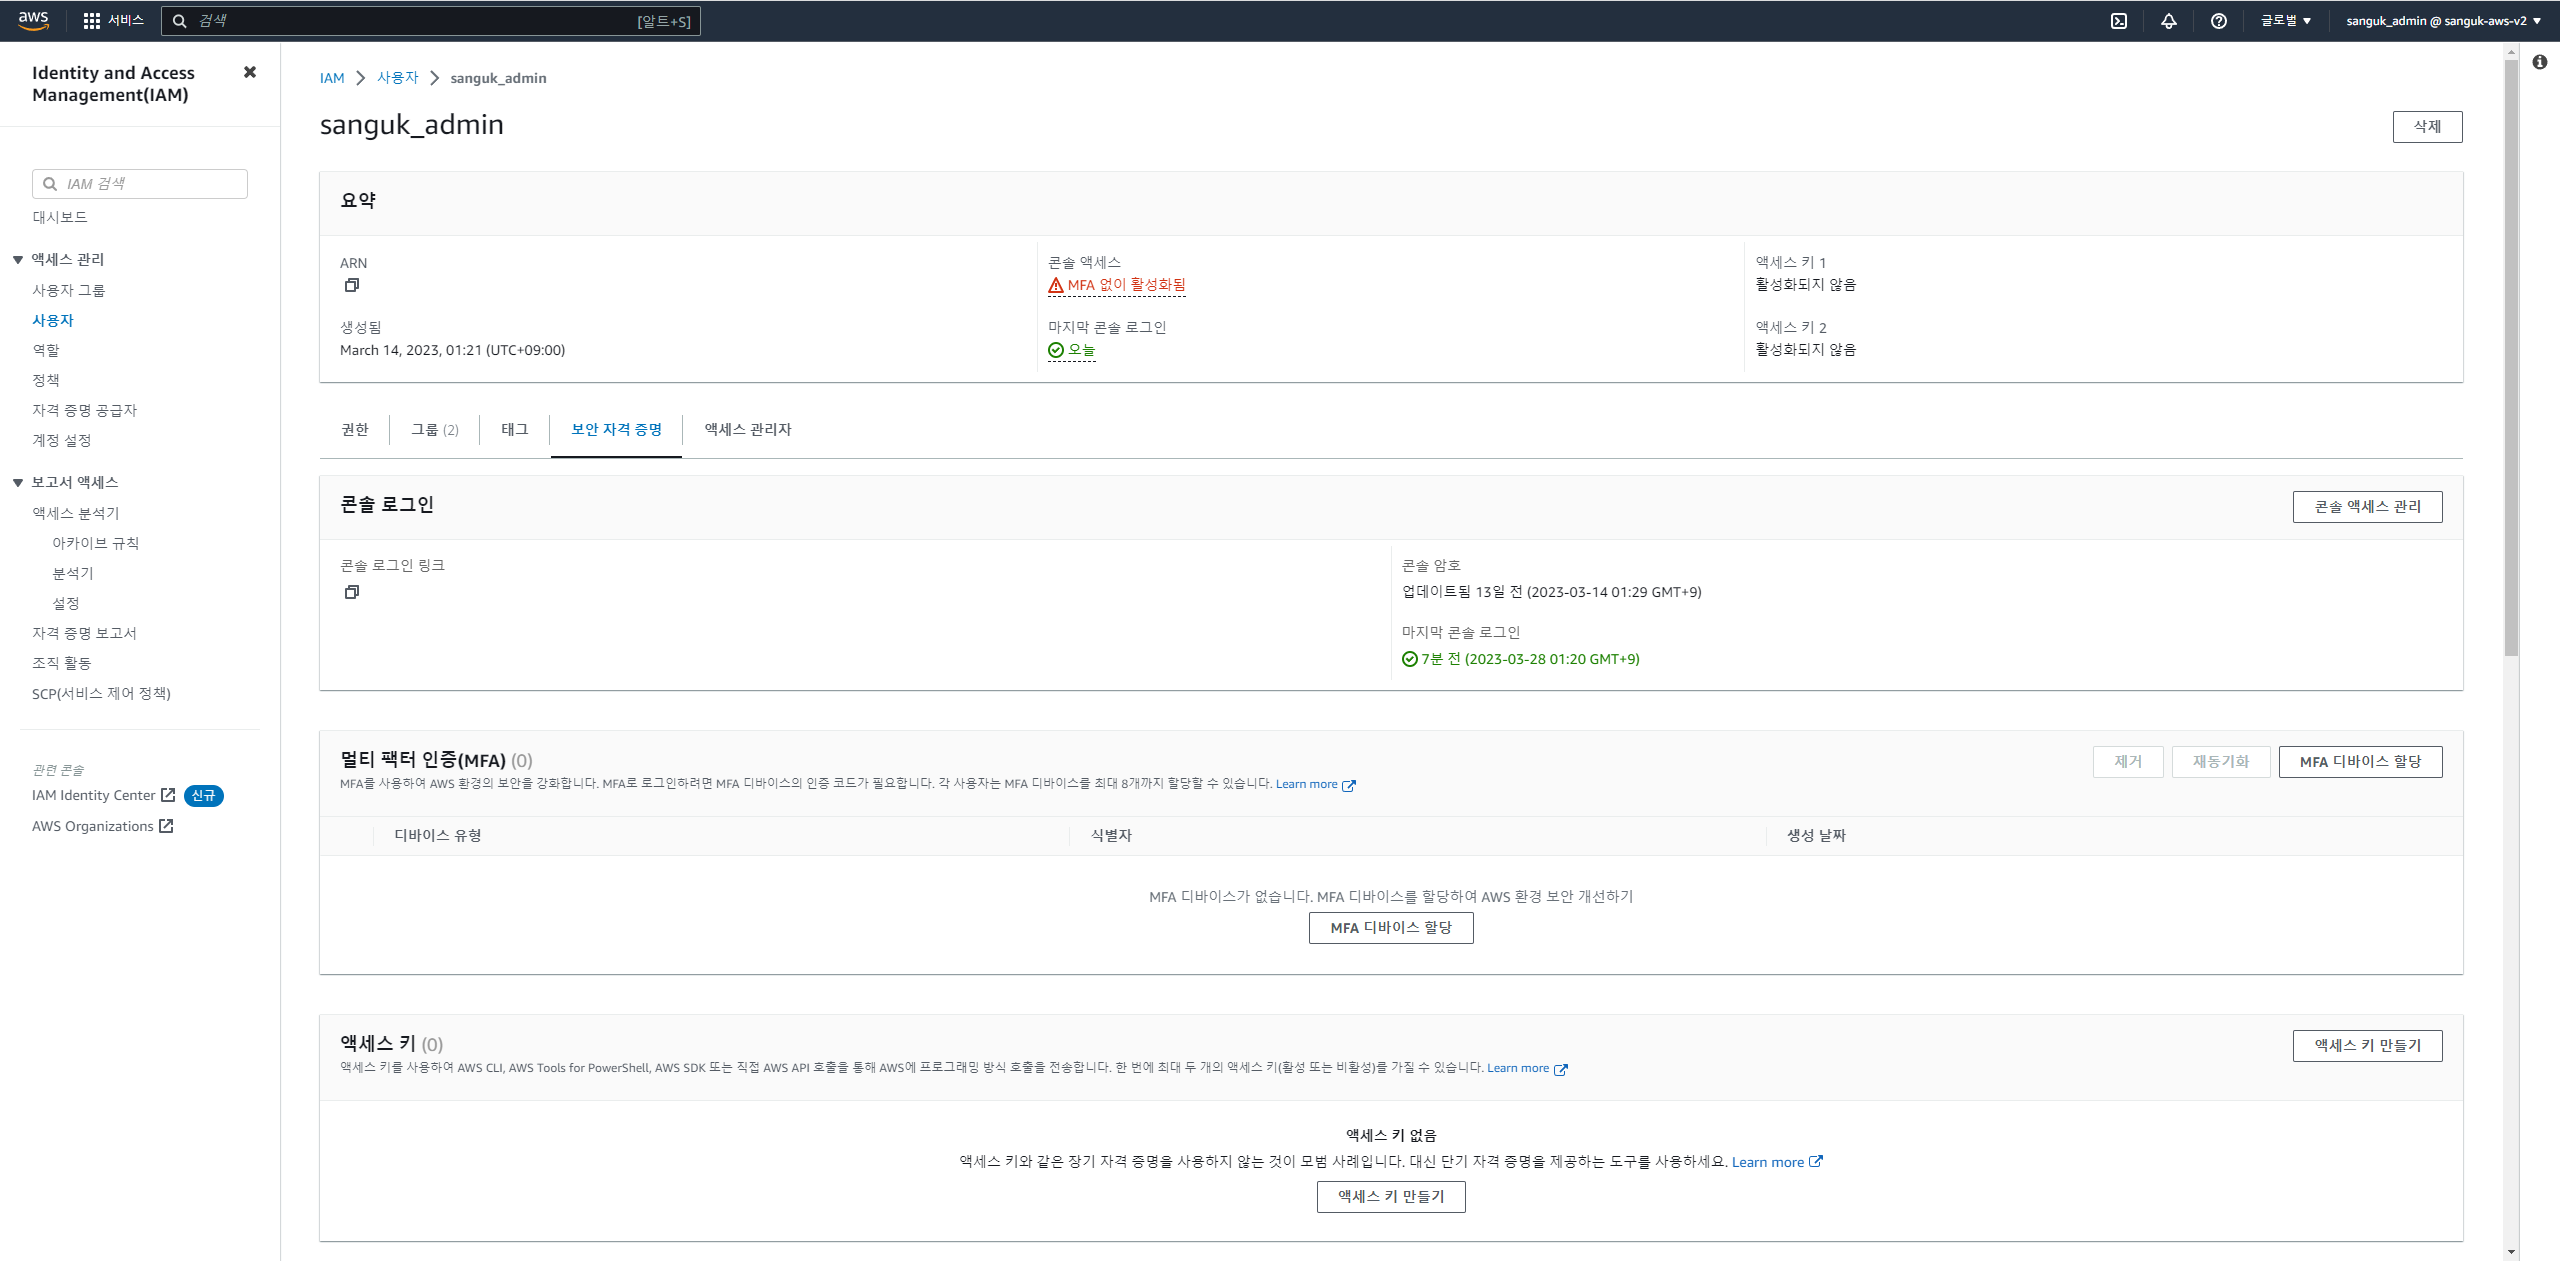 aws 서비스 검색 [알트+S] 글로벌 sanguk_admin @ sanguk-aws-v2
Identity and Access
Management(IAM)
IAM 검색
대시보드
액세스 관리
사용자 그룹
사용자
역할
정책
자격 증명 공급자
계정 설정
보고서 액세스
액세스 분석기
아카이브 규칙
분석기
설정
자격 증명 보고서
조직 활동
SCP(서비스 제어 정책)
관련 콘솔
IAM Identity Center 신규
AWS Organizations
IAM 사용자 sanguk_admin
sanguk_admin
삭제
요약
ARN
생성됨
March 14, 2023, 01:21 (UTC+09:00)
콘솔 액세스
MFA 없이 활성화됨
마지막 콘솔 로그인
오늘
액세스 키 1
활성화되지 않음
액세스 키 2
활성화되지 않음
권한 그룹 (2) 태그 보안 자격 증명 액세스 관리자
콘솔 로그인
콘솔 액세스 관리
콘솔 로그인 링크
콘솔 암호
업데이트됨 13일 전 (2023-03-14 01:29 GMT+9)
마지막 콘솔 로그인
7분 전 (2023-03-28 01:20 GMT+9)
멀티 팩터 인증(MFA) (0)
MFA를 사용하여 AWS 환경의 보안을 강화합니다. MFA로 로그인하려면 MFA 디바이스의 인증 코드가 필요합니다. 각 사용자는 MFA 디바이스를 최대 8개까지 할당할 수 있습니다. Learn more
제거 재동기화 MFA 디바이스 할당
디바이스 유형 식별자 생성 날짜
MFA 디바이스가 없습니다. MFA 디바이스를 할당하여 AWS 환경 보안 개선하기
MFA 디바이스 할당
액세스 키 (0)
액세스 키를 사용하여 AWS CLI, AWS Tools for PowerShell, AWS SDK 또는 직접 AWS API 호출을 통해 AWS에 프로그래밍 방식 호출을 전송합니다. 한 번에 최대 두 개의 액세스 키(활성 또는 비활성)를 가질 수 있습니다. Learn more
액세스 키 만들기
액세스 키 없음
액세스 키와 같은 장기 자격 증명을 사용하지 않는 것이 모범 사례입니다. 대신 단기 자격 증명을 제공하는 도구를 사용하세요. Learn more
액세스 키 만들기